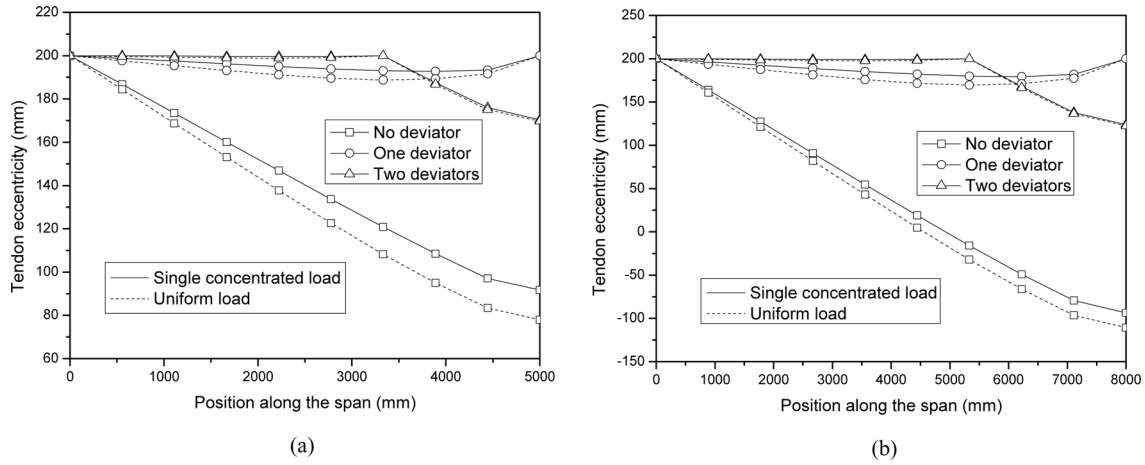 Tendon eccentricity (mm)
220
200
180
160
140
120
100
80
60
No deviator
One deviator
Two deviators
Single concentrated load
Uniform load
0
1000
2000
3000
4000
5000
Position along the span (mm)
(a)
Tendon eccentricity (mm)
250
200
150
100
50
0
-50
-100
-150
No deviator
One deviator
Two deviators
Single concentrated load
Uniform load
0
1000
2000
3000
4000
5000
6000
7000
8000
Position along the span (mm)
(b)